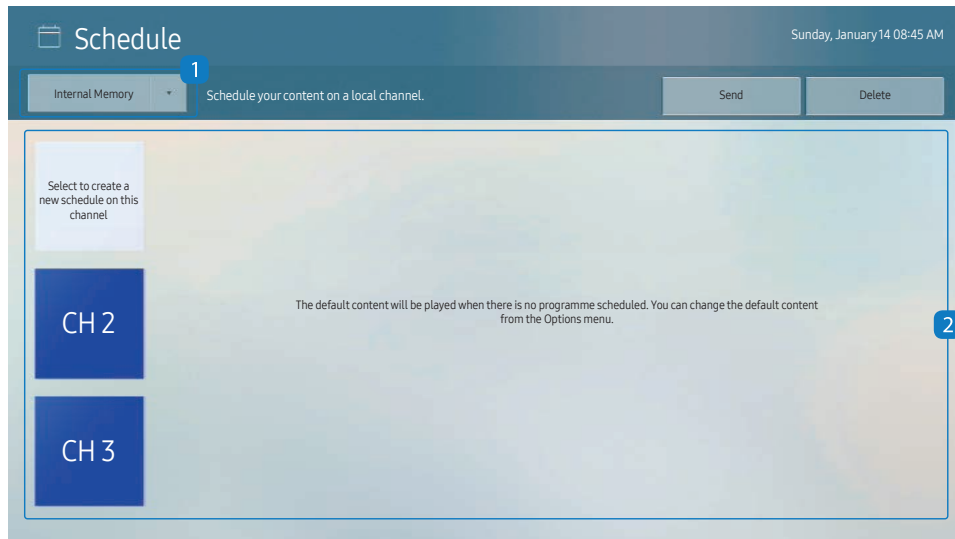 Schedule
Sunday, January 14 08:45 AM
1
Internal Memory
Schedule your content on a local channel.
Send
Delete
Select to create a
new schedule on this
channel
CH 2
The default content will be played when there is no programme scheduled. You can change the default content
from the Options menu.
2
CH 3